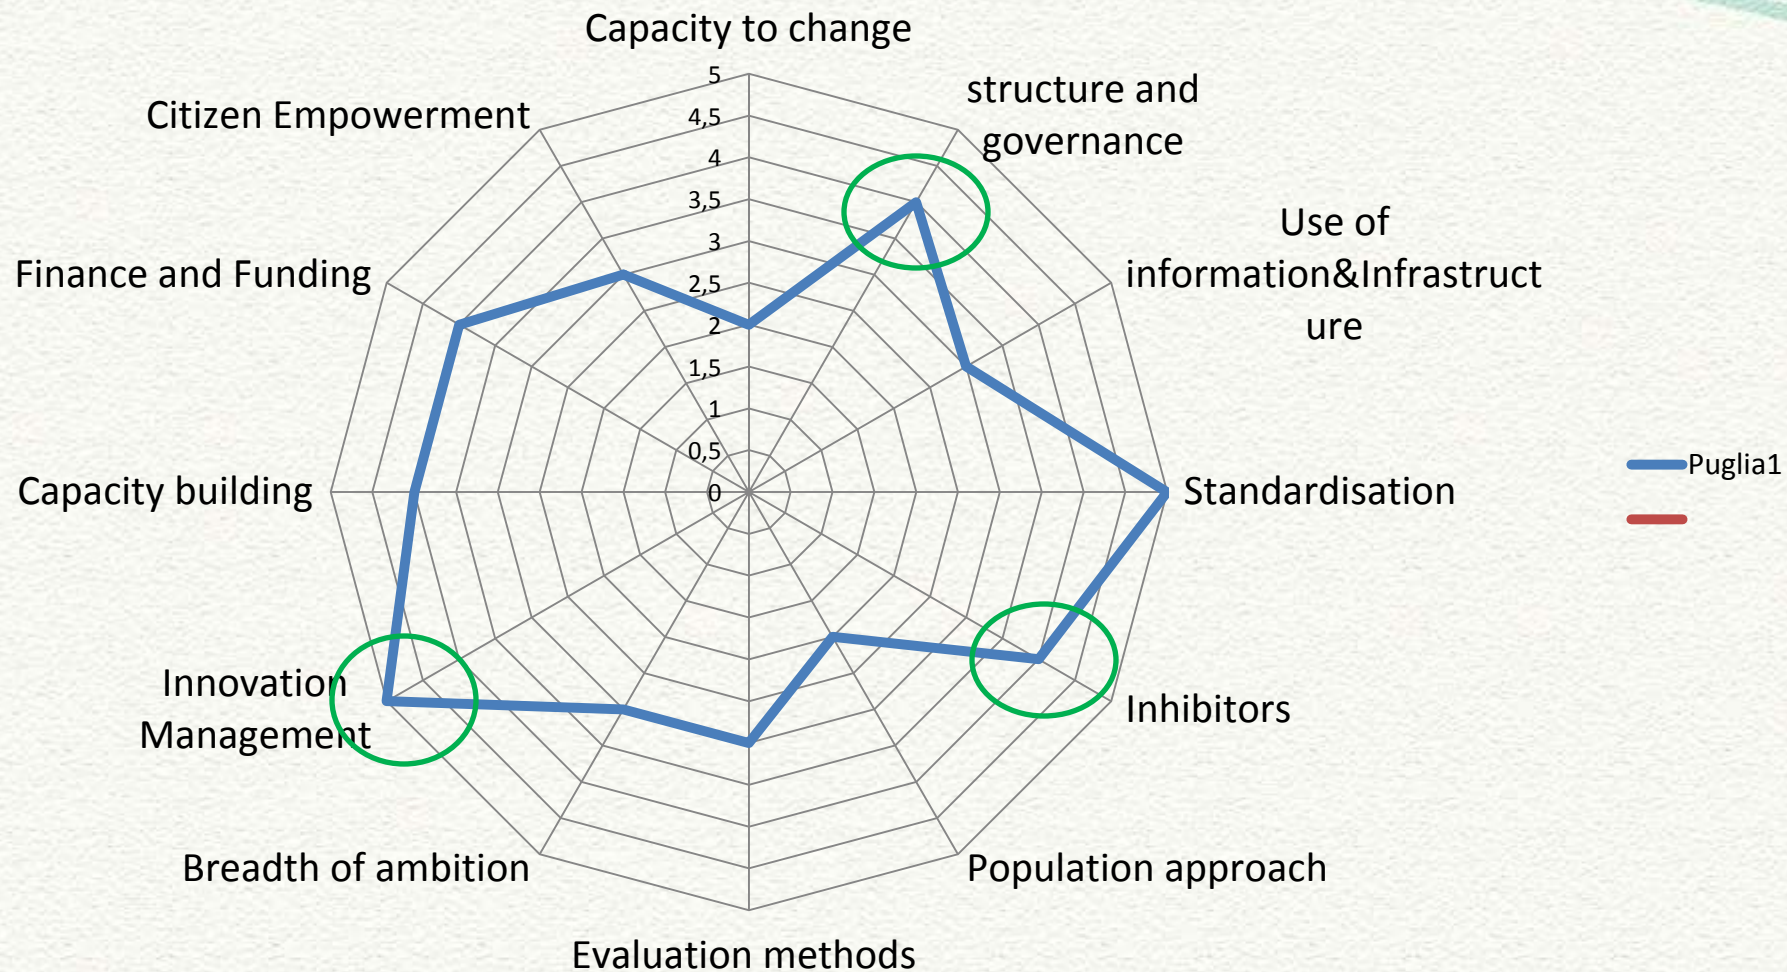 Capacity to change
structure and
governance
Use of
information&Infrastruct
ure
Standardisation
Inhibitors
Population approach
Evaluation methods
Breadth of ambition
Innovation
Management
Capacity building
Finance and Funding
Citizen Empowerment
5
4,5
4
3,5
3
2,5
2
1,5
1
0,5
0
Puglia1